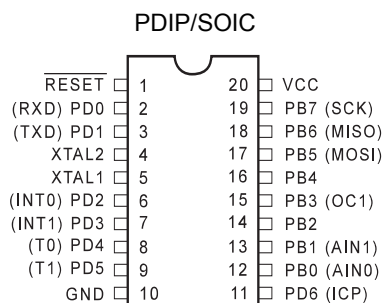 PDIP/SOIC
RESET 1 20 VCC
(RXD) PD0 2 19 PB7 (SCK)
(TXD) PD1 3 18 PB6 (MISO)
XTAL2 4 17 PB5 (MOSI)
XTAL1 5 16 PB4
(INT0) PD2 6 15 PB3 (OC1)
(INT1) PD3 7 14 PB2
(T0) PD4 8 13 PB1 (AIN1)
(T1) PD5 9 12 PB0 (AIN0)
GND 10 11 PD6 (ICP)